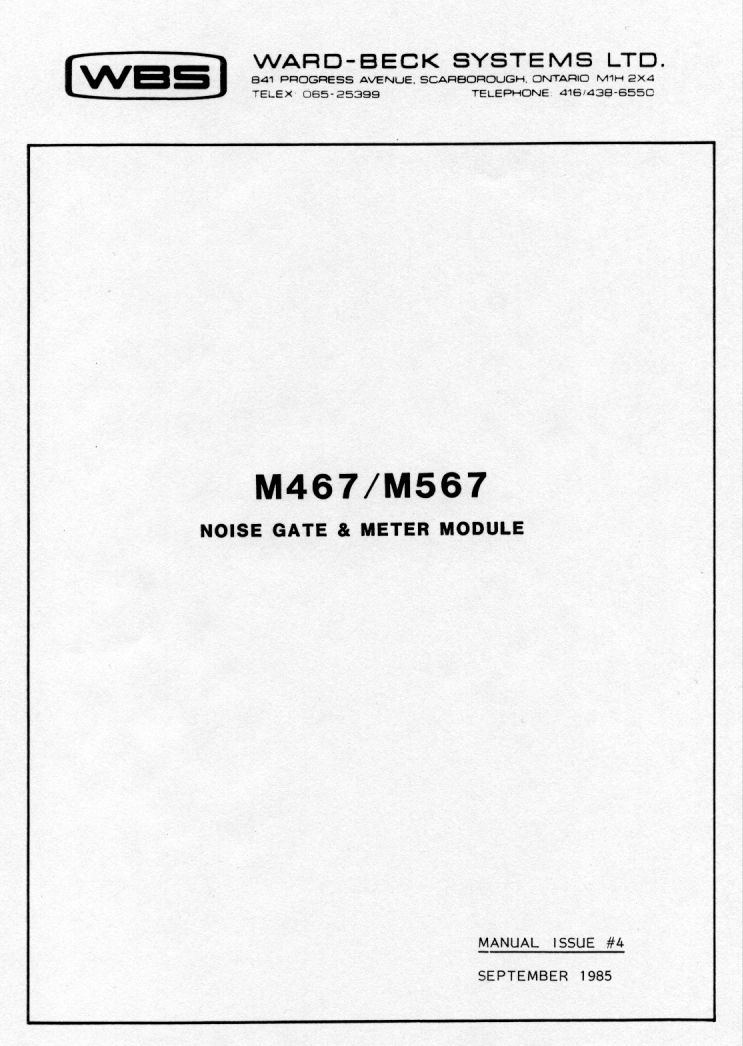 WBS
WARD-BECK SYSTEMS LTD.
841 PROGRESS AVENUE, SCARBOROUGH, ONTARIO M1H 2X4
TELEX: 065-25399 TELEPHONE: 416/438-6550
M467/M567
NOISE GATE & METER MODULE
MANUAL ISSUE #4
SEPTEMBER 1985